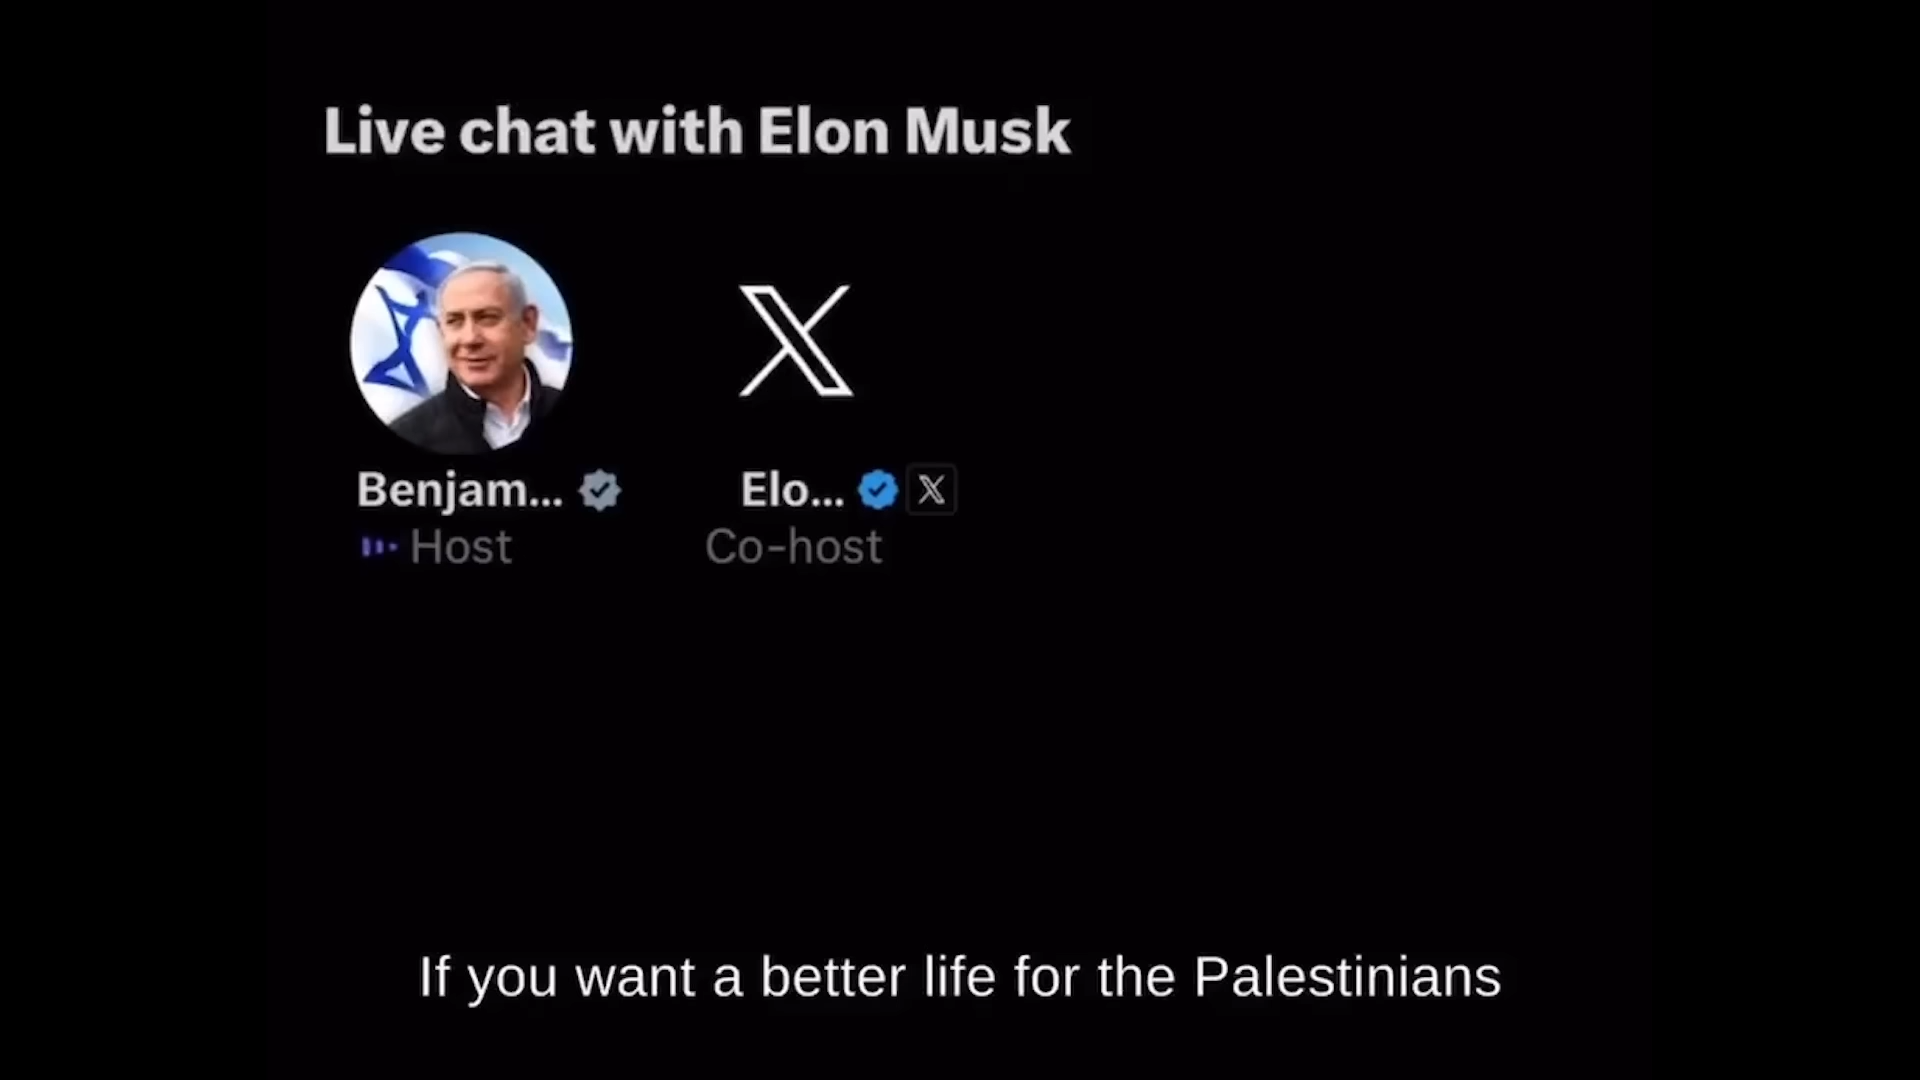 Live chat with Elon Musk
Benjam... Elo...
Host Co-host
If you want a better life for the Palestinians